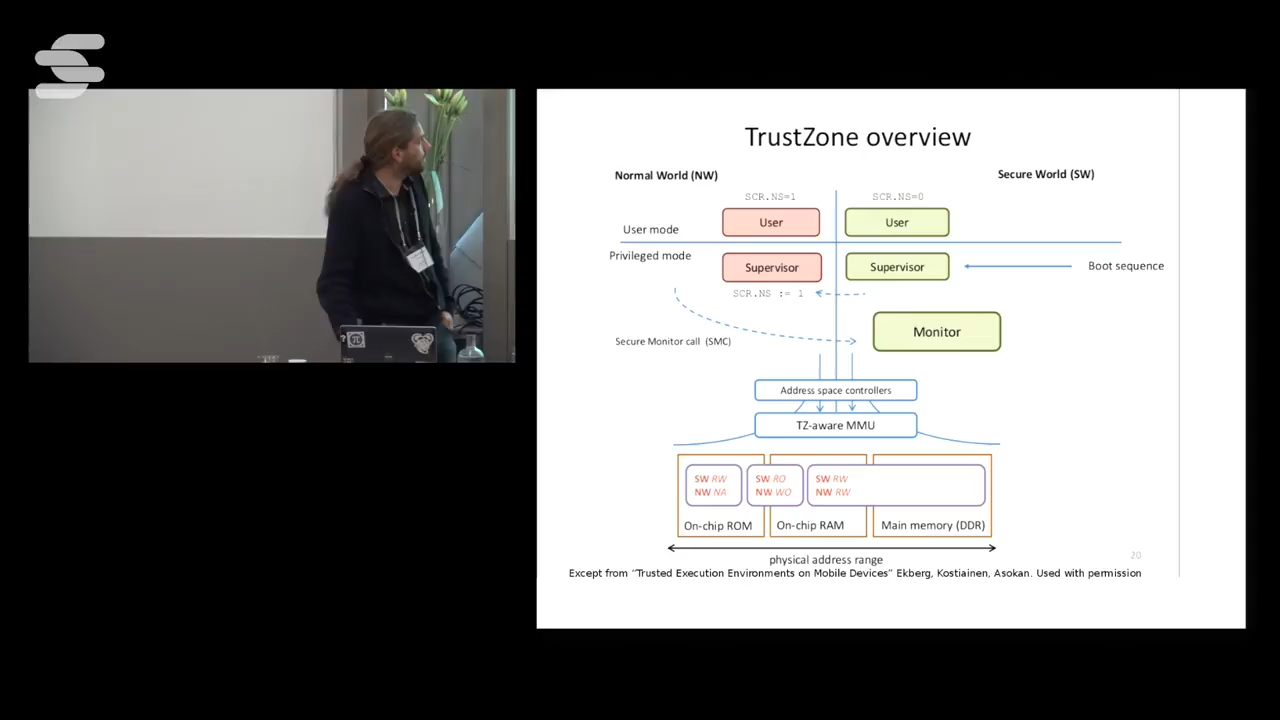 TrustZone overview
Normal World (NW)
Secure World (SW)
SCR.NS=1
SCR.NS=0
User
User
User mode
Privileged mode
Supervisor
Supervisor
Boot sequence
SCR.NS := 1
Monitor
Secure Monitor call (SMC)
Address space controllers
TZ-aware MMU
SW RW
NW NA
SW RO
NW WO
SW RW
NW RW
On-chip ROM
On-chip RAM
Main memory (DDR)
physical address range
20
Except from “Trusted Execution Environments on Mobile Devices” Ekberg, Kostiainen, Asokan. Used with permission